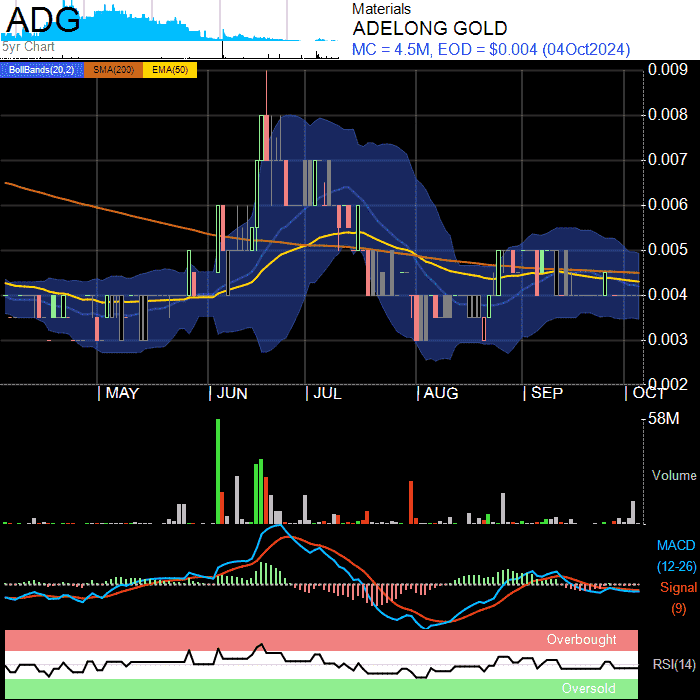 ADG
5yr Chart
Materials
ADELONG GOLD
MC = 4.5M, EOD = $0.004 (04Oct2024)
BollBands(20,2) SMA(200) EMA(50)
0.009
0.008
0.007
0.006
0.005
0.004
0.003
0.002
MAY JUN JUL AUG SEP OCT
58M
Volume
MACD
(12-26)
Signal
(9)
Overbought
RSI(14)
Oversold